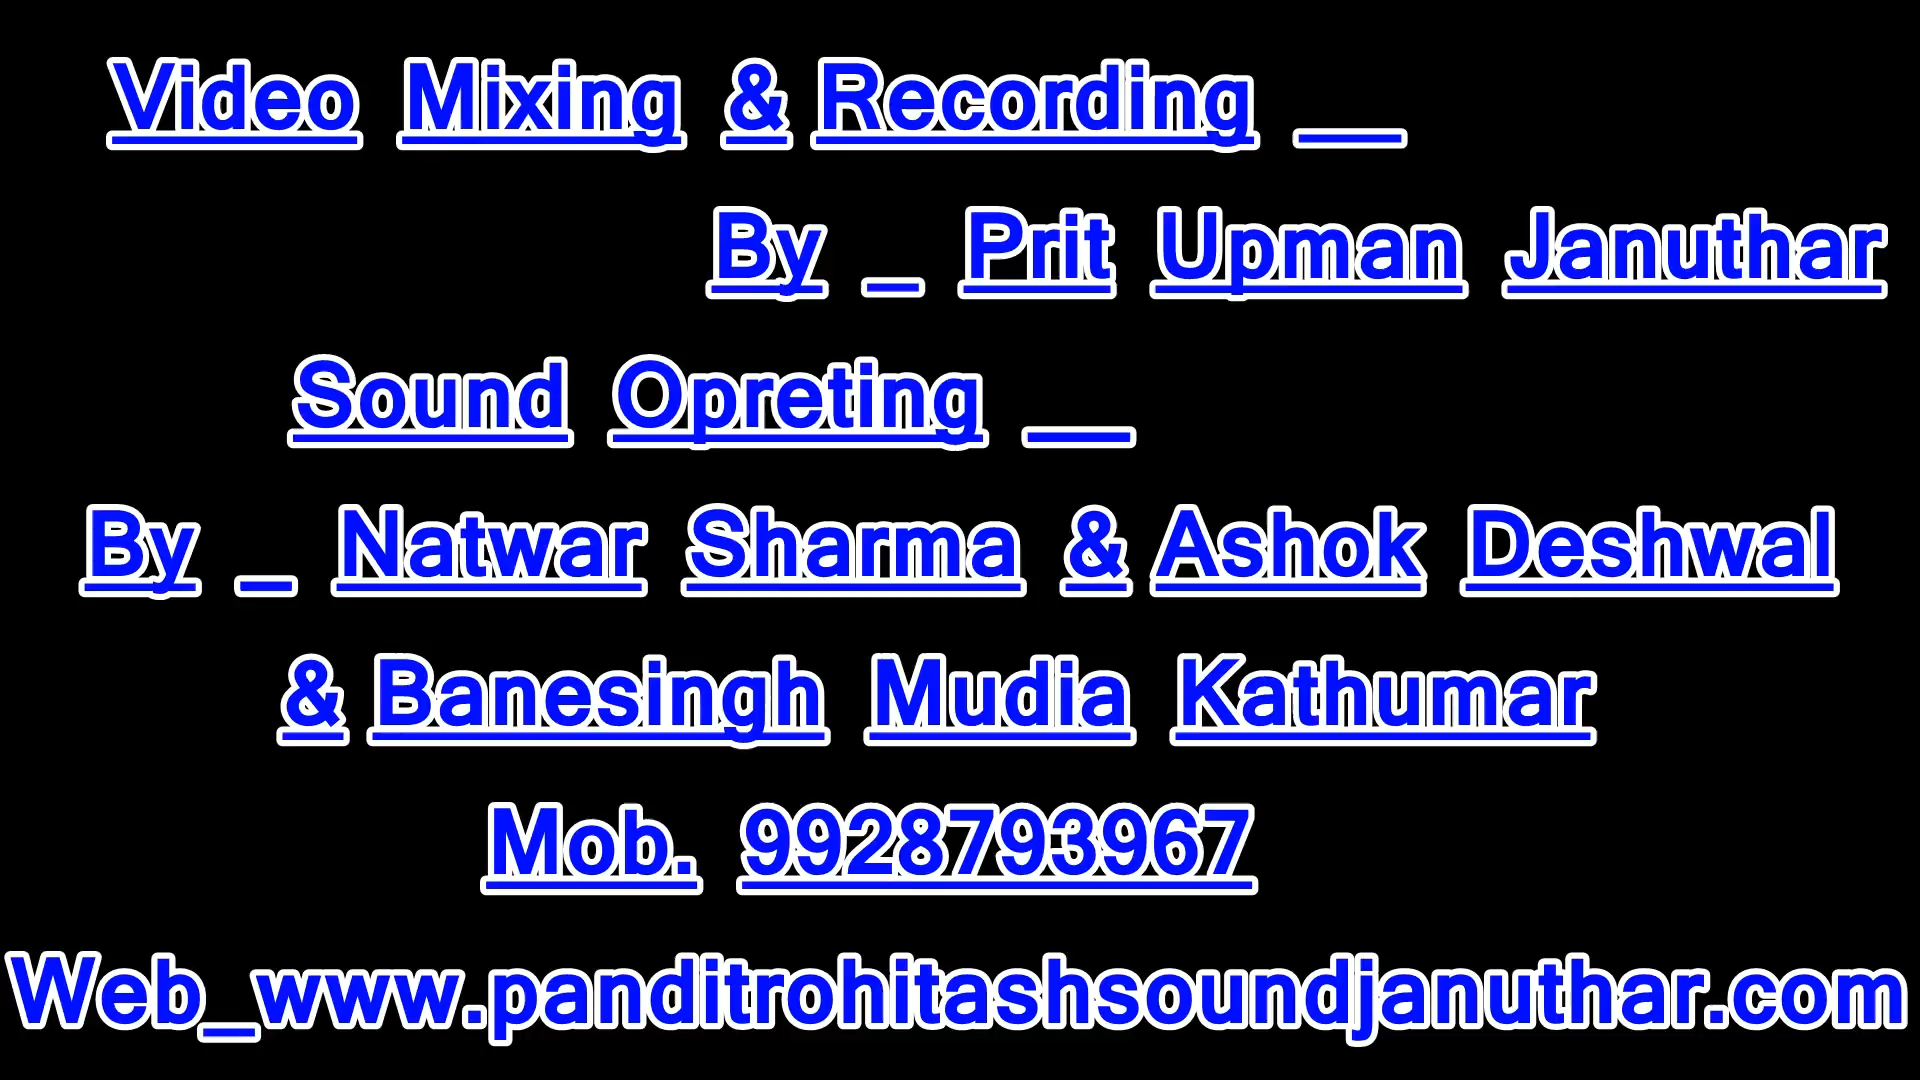 Video Mixing & Recording __
By _ Prit Upman Januthar
Sound Opreting __
By _ Natwar Sharma & Ashok Deshwal
& Banesingh Mudia Kathumar
Mob. 9928793967
Web_www.panditrohitashsoundjanuthar.com